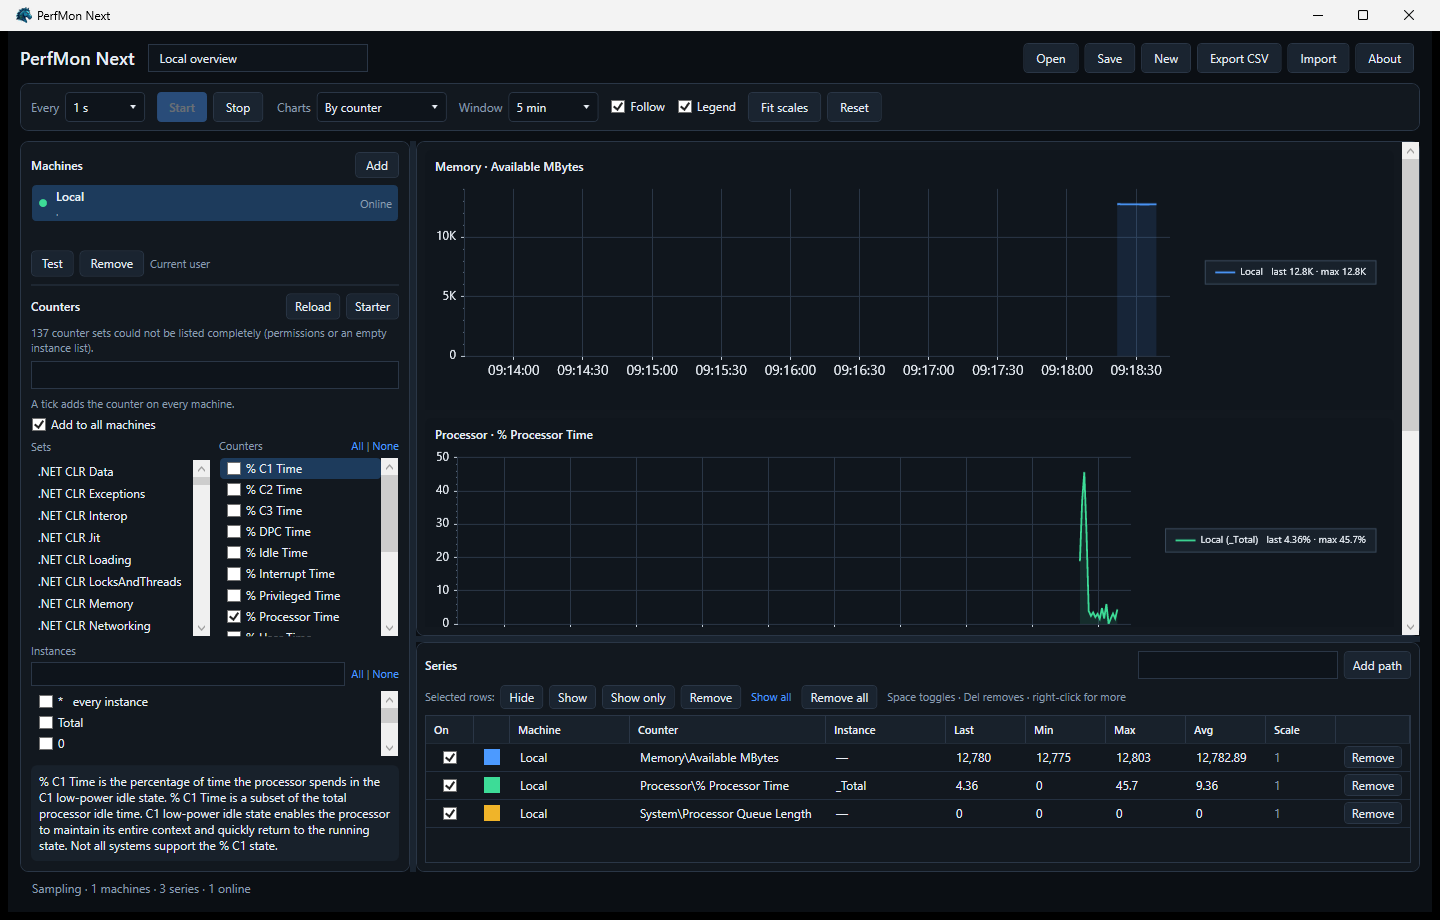 PerfMon Next
PerfMon Next
Local overview
Open
Save
New
Export CSV
Import
About
Every
1 s
Start
Stop
Charts
By counter
Window
5 min
Follow
Legend
Fit scales
Reset
Machines
Add
Local
.
Online
Test
Remove
Current user
Counters
Reload
Starter
137 counter sets could not be listed completely (permissions or an empty
instance list).
A tick adds the counter on every machine.
Add to all machines
Sets
.NET CLR Data
.NET CLR Exceptions
.NET CLR Interop
.NET CLR Jit
.NET CLR Loading
.NET CLR LocksAndThreads
.NET CLR Memory
.NET CLR Networking
Counters
All | None
% C1 Time
% C2 Time
% C3 Time
% DPC Time
% Idle Time
% Interrupt Time
% Privileged Time
% Processor Time
Instances
All | None
* every instance
Total
0
% C1 Time is the percentage of time the processor spends in the
C1 low-power idle state. % C1 Time is a subset of the total
processor idle time. C1 low-power idle state enables the processor
to maintain its entire context and quickly return to the running
state. Not all systems support the % C1 state.
Memory · Available MBytes
10K
5K
0
09:14:00 09:14:30 09:15:00 09:15:30 09:16:00 09:16:30 09:17:00 09:17:30 09:18:00 09:18:30
Local last 12.8K · max 12.8K
Processor · % Processor Time
50
40
30
20
10
0
Local (_Total) last 4.36% · max 45.7%
Series
Add path
Selected rows:
Hide
Show
Show only
Remove
Show all
Remove all
Space toggles · Del removes · right-click for more
On Machine Counter Instance Last Min Max Avg Scale
Local Memory\Available MBytes — 12,780 12,775 12,803 12,782.89 1 Remove
Local Processor\% Processor Time _Total 4.36 0 45.7 9.36 1 Remove
Local System\Processor Queue Length — 0 0 0 0 1 Remove
Sampling · 1 machines · 3 series · 1 online